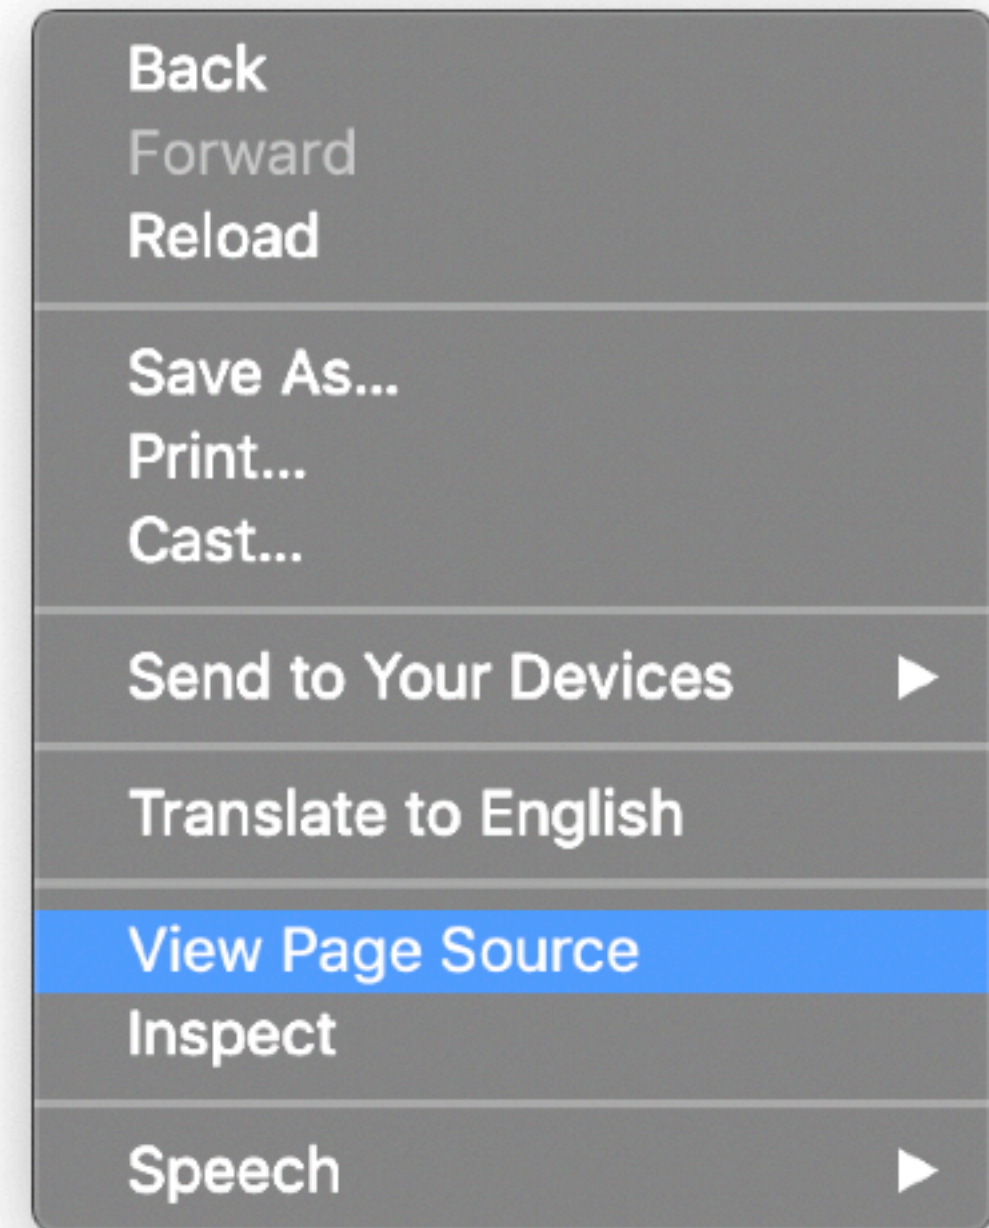 Back
Forward
Reload
Save As...
Print...
Cast...
Send to Your Devices
Translate to English
View Page Source
Inspect
Speech